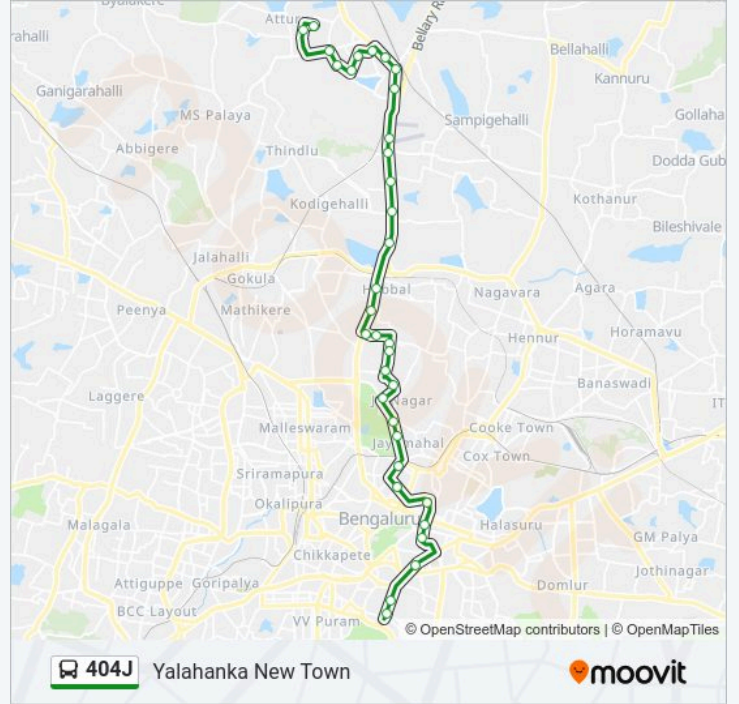 Byalakere
Attur
Bellary R
rahalli
Bellahalli
Kannuru
Ganigarahalli
MS Palaya
Gollaha
Sampigehalli
Abbigere
Thindlu
Dodda Gub
Kodigehalli
Kothanur
Bileshivale
Jalahalli
Gokula
Hebbal
Nagavara
Agara
Peenya
Mathikere
Hennur
Horamavu
Banaswadi
Laggere
Nagar
IT
Malleswaram
Jayamahal
Cooke Town
Cox Town
Sriramapura
Okalipura
Malagala
Bengaluru
Halasuru
GM Palya
Chikkapete
Jothinagar
Attiguppe
Goripalya
Domlur
BCC Layout
VV Puram
© OpenStreetMap contributors | © OpenMapTiles
404J Yalahanka New Town
moovit